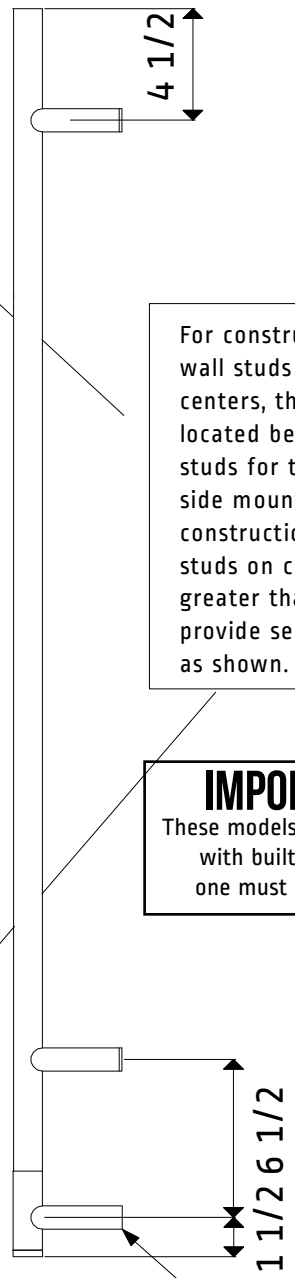 4 1/2
For constru
wall studs
centers, th
located be
studs for t
side moun
constructio
studs on c
greater tha
provide se
as shown.
IMPO
These models
with built
one must
6 1/2
1 1/2